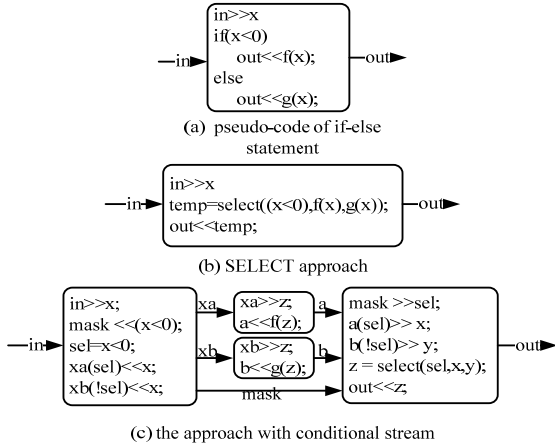 in>>x
if(x<0)
out<<f(x);
else
out<<g(x);
in
out
(a) pseudo-code of if-else
statement
in>>x
temp=select((x<0),f(x),g(x));
out<<temp;
in
out
(b) SELECT approach
in>>x;
mask <<(x<0);
sel=x<0;
xa(sel)<<x;
xb(!sel)<<x;
in
xa
xa>>z;
a<<f(z);
a
xb
xb>>z;
b<<g(z);
b
mask
mask >>sel;
a(sel)>> x;
b(!sel)>> y;
z = select(sel,x,y);
out<<z;
out
(c) the approach with conditional stream